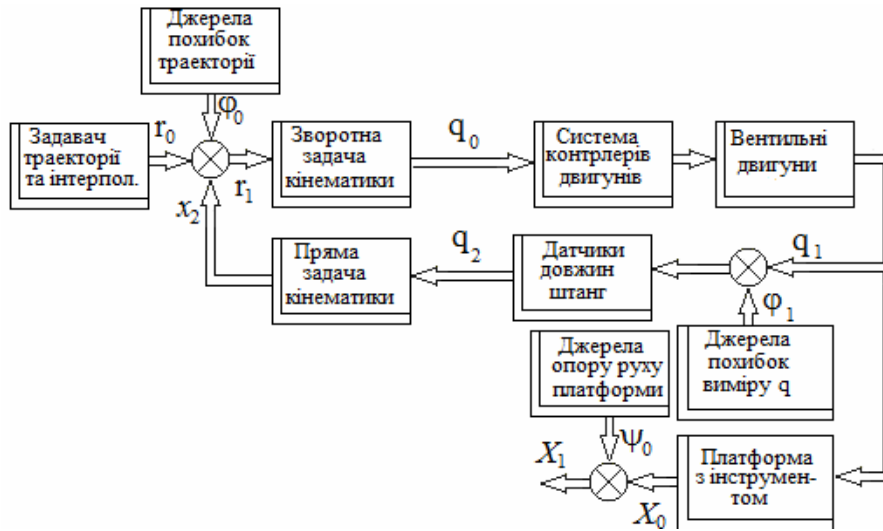 Джерела
похибок
траекторії
φ₀
Задавач
траекторії
та інтерпол.
r₀
r₁
x₂
Зворотна
задача
кінематики
q₀
Система
контрлерів
двигунів
Вентильні
двигуни
Пряма
задача
кінематики
q₂
Датчики
довжин
штанг
q₁
φ₁
Джерела
опору руху
платформи
Джерела
похибок
виміру q
ψ₀
X₁
X₀
Платформа
з інструмен-
том